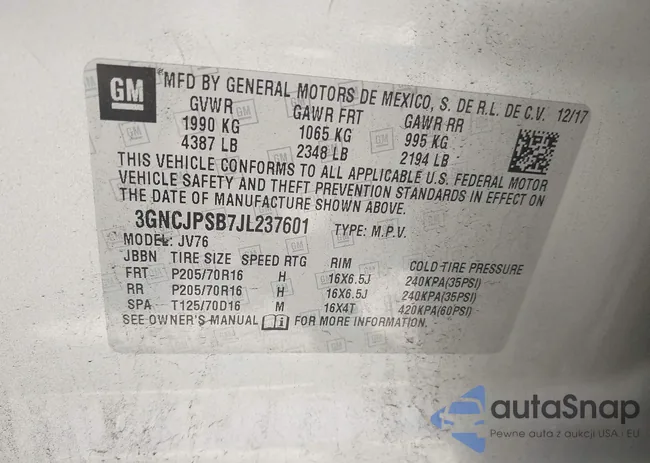 GM *MFD BY GENERAL MOTORS DE MEXICO, S. DE R.L. DE C.V. 12/17
GVWR GAWR FRT GAWR RR
1990 KG 1065 KG 995 KG
4387 LB 2348 LB 2194 LB
THIS VEHICLE CONFORMS TO ALL APPLICABLE U.S. FEDERAL MOTOR
VEHICLE SAFETY AND THEFT PREVENTION STANDARDS IN EFFECT ON
THE DATE OF MANUFACTURE SHOWN ABOVE.
3GNCJPSB7JL237601 TYPE: M.P.V.
MODEL: JV76
JBBN TIRE SIZE SPEED RTG RIM COLD TIRE PRESSURE
FRT P205/70R16 H 16X6.5J 240KPA(35PSI)
RR P205/70R16 H 16X6.5J 240KPA(35PSI)
SPA T125/70D16 M 16X4T 420KPA(60PSI)
SEE OWNER'S MANUAL FOR MORE INFORMATION.
autaSnap
Pewne auta z aukcji USA i EU